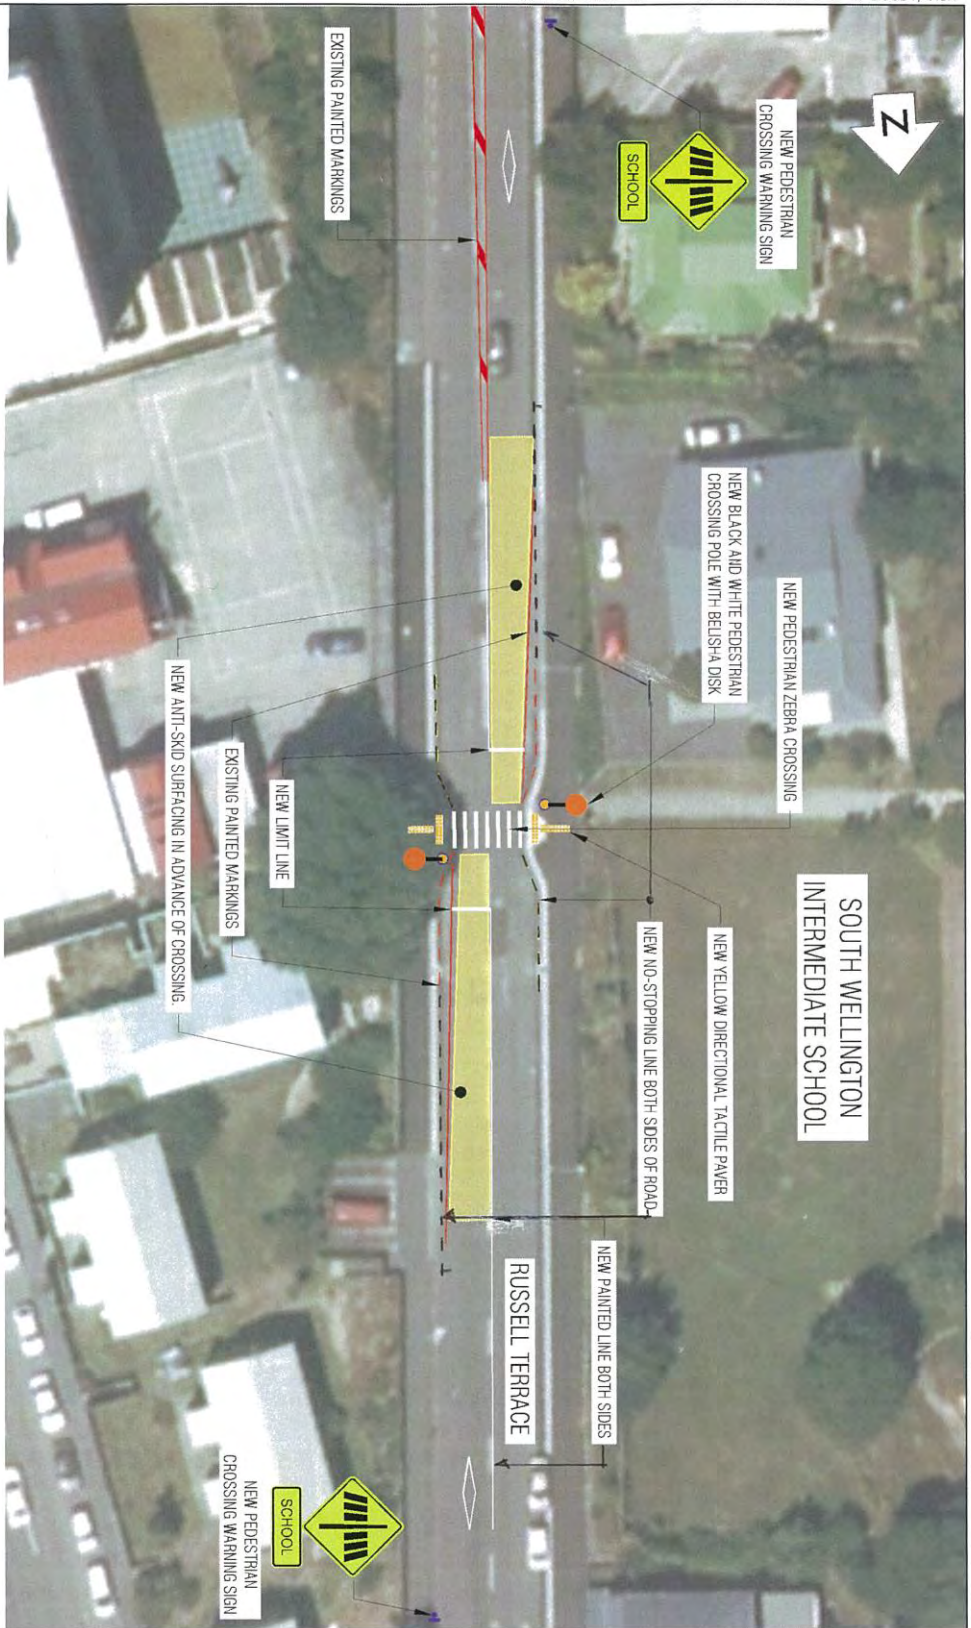 NEW PEDESTRIAN
CROSSING WARNING SIGN
SCHOOL
EXISTING PAINTED MARKINGS
Z
NEW BLACK AND WHITE PEDESTRIAN
CROSSING POLE WITH BELISHA DISK
NEW PEDESTRIAN ZEBRA CROSSING
SOUTH WELLINGTON
INTERMEDIATE SCHOOL
NEW YELLOW DIRECTIONAL TACTILE PAVER
NEW NO-STOPPING LINE BOTH SIDES OF ROAD
NEW PAINTED LINE BOTH SIDES
RUSSELL TERRACE
NEW LIMIT LINE
EXISTING PAINTED MARKINGS
NEW ANTI-SKID SURFACING IN ADVANCE OF CROSSING.
SCHOOL
NEW PEDESTRIAN
CROSSING WARNING SIGN